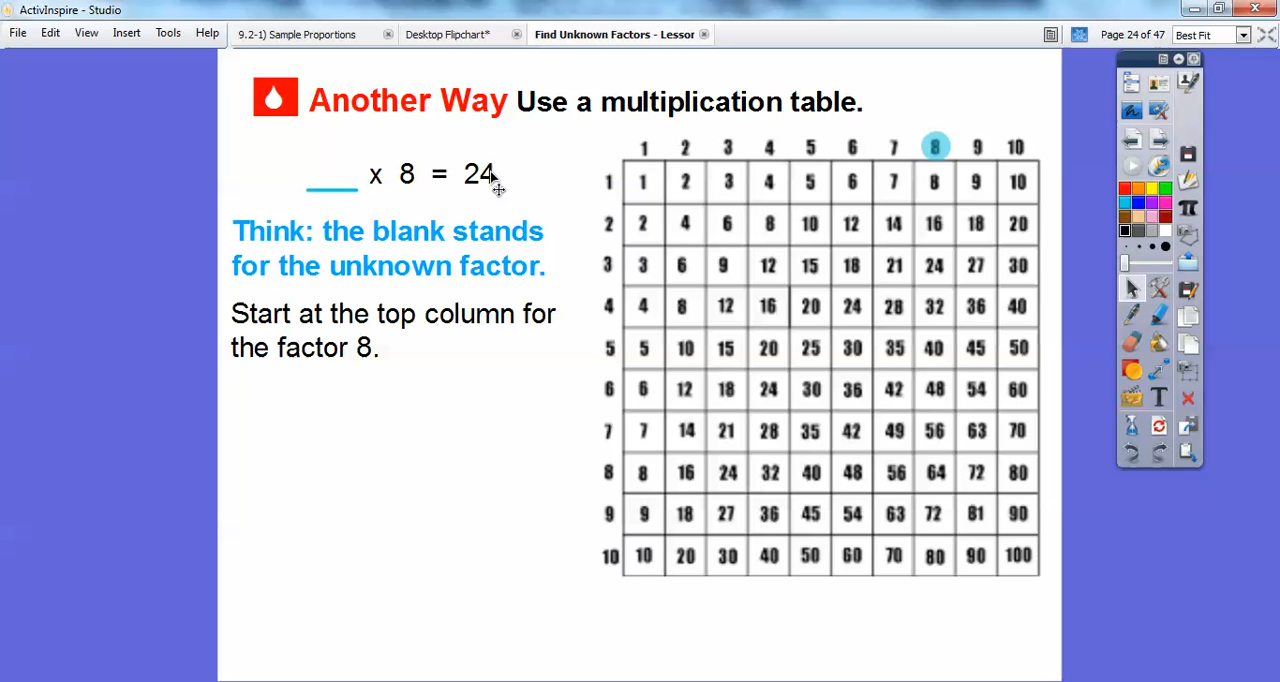 ActivInspire - Studio
File Edit View Insert Tools Help
9.2-1) Sample Proportions Desktop Flipchart* Find Unknown Factors - Lessor
Page 24 of 47 Best Fit
Another Way Use a multiplication table.
___ x 8 = 24
Think: the blank stands
for the unknown factor.
Start at the top column for
the factor 8.
1 2 3 4 5 6 7 8 9 10
1 1 2 3 4 5 6 7 8 9 10
2 2 4 6 8 10 12 14 16 18 20
3 3 6 9 12 15 18 21 24 27 30
4 4 8 12 16 20 24 28 32 36 40
5 5 10 15 20 25 30 35 40 45 50
6 6 12 18 24 30 36 42 48 54 60
7 7 14 21 28 35 42 49 56 63 70
8 8 16 24 32 40 48 56 64 72 80
9 9 18 27 36 45 54 63 72 81 90
10 10 20 30 40 50 60 70 80 90 100